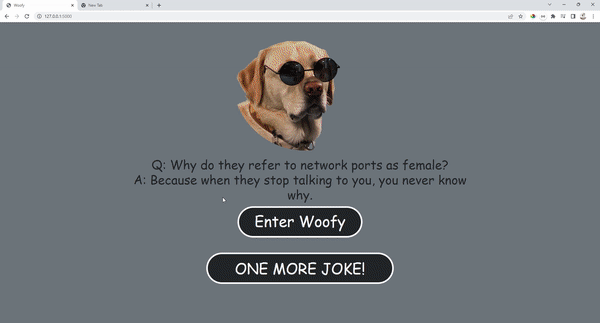 Woofy
New Tab
127.0.0.1:5000
Q: Why do they refer to network ports as female?
A: Because when they stop talking to you, you never know
why.
Enter Woofy
ONE MORE JOKE!